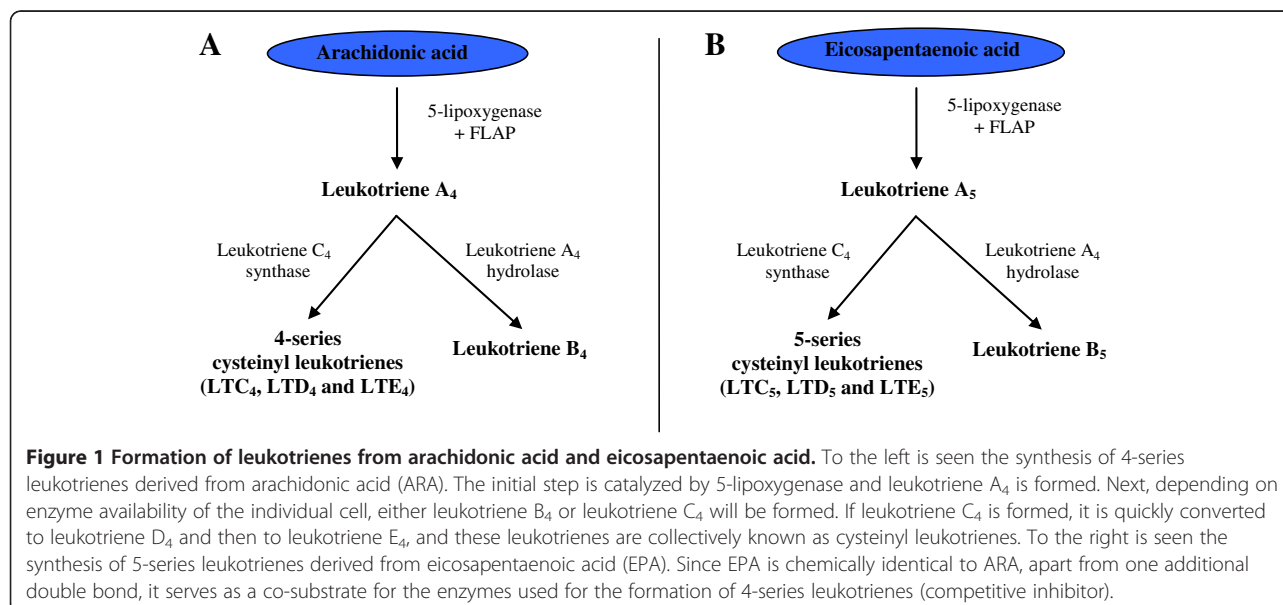 A
Arachidonic acid
5-lipoxygenase
+ FLAP
Leukotriene A₄
Leukotriene C₄
synthase
Leukotriene A₄
hydrolase
4-series
cysteinyl leukotrienes
(LTC₄, LTD₄ and LTE₄)
Leukotriene B₄
B
Eicosapentaenoic acid
5-lipoxygenase
+ FLAP
Leukotriene A₅
Leukotriene C₄
synthase
Leukotriene A₄
hydrolase
5-series
cysteinyl leukotrienes
(LTC₅, LTD₅ and LTE₅)
Leukotriene B₅
Figure 1 Formation of leukotrienes from arachidonic acid and eicosapentaenoic acid. To the left is seen the synthesis of 4-series
leukotrienes derived from arachidonic acid (ARA). The initial step is catalyzed by 5-lipoxygenase and leukotriene A₄ is formed. Next, depending on
enzyme availability of the individual cell, either leukotriene B₄ or leukotriene C₄ will be formed. If leukotriene C₄ is formed, it is quickly converted
to leukotriene D₄ and then to leukotriene E₄, and these leukotrienes are collectively known as cysteinyl leukotrienes. To the right is seen the
synthesis of 5-series leukotrienes derived from eicosapentaenoic acid (EPA). Since EPA is chemically identical to ARA, apart from one additional
double bond, it serves as a co-substrate for the enzymes used for the formation of 4-series leukotrienes (competitive inhibitor).